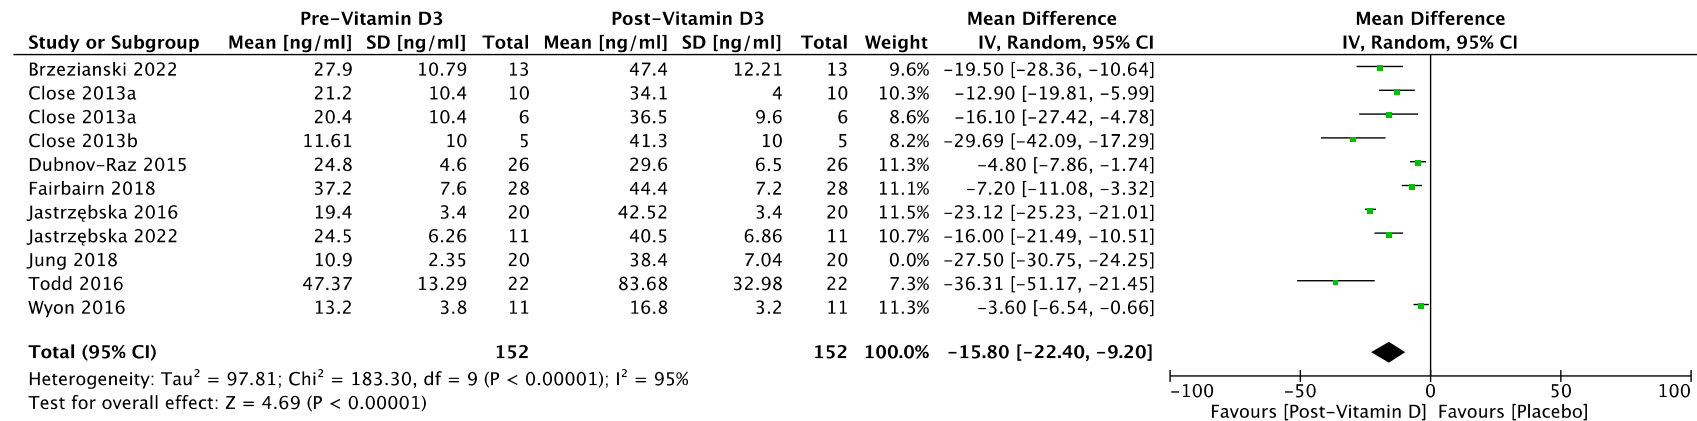 Pre-Vitamin D3 Post-Vitamin D3 Mean Difference Mean Difference
Study or Subgroup Mean [ng/ml] SD [ng/ml] Total Mean [ng/ml] SD [ng/ml] Total Weight IV, Random, 95% CI IV, Random, 95% CI
Brzezianski 2022 27.9 10.79 13 47.4 12.21 13 9.6% −19.50 [−28.36, −10.64]
Close 2013a 21.2 10.4 10 34.1 4 10 10.3% −12.90 [−19.81, −5.99]
Close 2013a 20.4 10.4 6 36.5 9.6 6 8.6% −16.10 [−27.42, −4.78]
Close 2013b 11.61 10 5 41.3 10 5 8.2% −29.69 [−42.09, −17.29]
Dubnov−Raz 2015 24.8 4.6 26 29.6 6.5 26 11.3% −4.80 [−7.86, −1.74]
Fairbairn 2018 37.2 7.6 28 44.4 7.2 28 11.1% −7.20 [−11.08, −3.32]
Jastrzębska 2016 19.4 3.4 20 42.52 3.4 20 11.5% −23.12 [−25.23, −21.01]
Jastrzębska 2022 24.5 6.26 11 40.5 6.86 11 10.7% −16.00 [−21.49, −10.51]
Jung 2018 10.9 2.35 20 38.4 7.04 20 0.0% −27.50 [−30.75, −24.25]
Todd 2016 47.37 13.29 22 83.68 32.98 22 7.3% −36.31 [−51.17, −21.45]
Wyon 2016 13.2 3.8 11 16.8 3.2 11 11.3% −3.60 [−6.54, −0.66]
Total (95% CI) 152 152 100.0% −15.80 [−22.40, −9.20]
Heterogeneity: Tau² = 97.81; Chi² = 183.30, df = 9 (P < 0.00001); I² = 95%
Test for overall effect: Z = 4.69 (P < 0.00001)
−100 −50 0 50 100
Favours [Post−Vitamin D] Favours [Placebo]